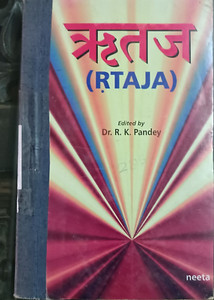 ऋतज
(ṚTAJA)
Edited by
Dr. R. K. Pandey
neeta